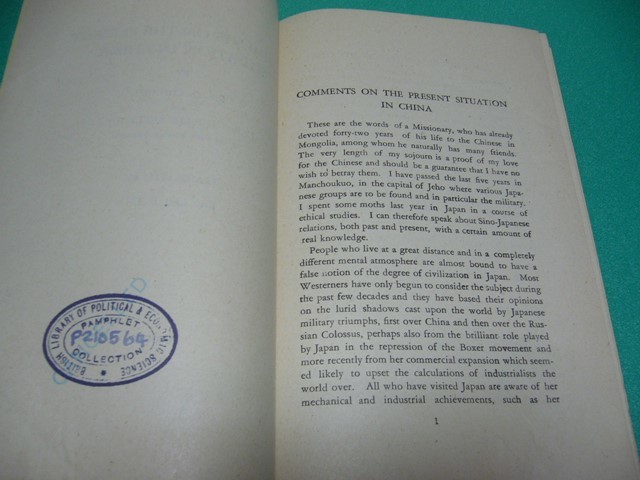 BRITISH LIBRARY OF POLITICAL & ECONOMIC SCIENCE
PAMPHLET
P210564
COLLECTION
COMMENTS ON THE PRESENT SITUATION
IN CHINA
These are the words of a Missionary, who has already
devoted forty-two years of his life to the Chinese in
Mongolia, among whom he naturally has many friends.
The very length of my sojourn is a proof of my love
for the Chinese and should be a guarantee that I have no
wish to betray them. I have passed the last five years in
Manchoukuo, in the capital of Jeho where various Japa-
nese groups are to be found and in particular the military.
I spent some moths last year in Japan in a course of
ethical studies. I can therefore speak about Sino-Japanese
relations, both past and present, with a certain amount of
real knowledge.
People who live at a great distance and in a completely
different mental atmosphere are almost bound to have a
false notion of the degree of civilization in Japan. Most
Westerners have only begun to consider the subject during
the past few decades and they have based their opinions
on the lurid shadows cast upon the world by Japanese
military triumphs, first over China and then over the Rus-
sian Colossus, perhaps also from the brilliant role played
by Japan in the repression of the Boxer movement and
more recently from her commercial expansion which seem-
ed likely to upset the calculations of industrialists the
world over. All who have visited Japan are aware of her
mechanical and industrial achievements, such as her
1